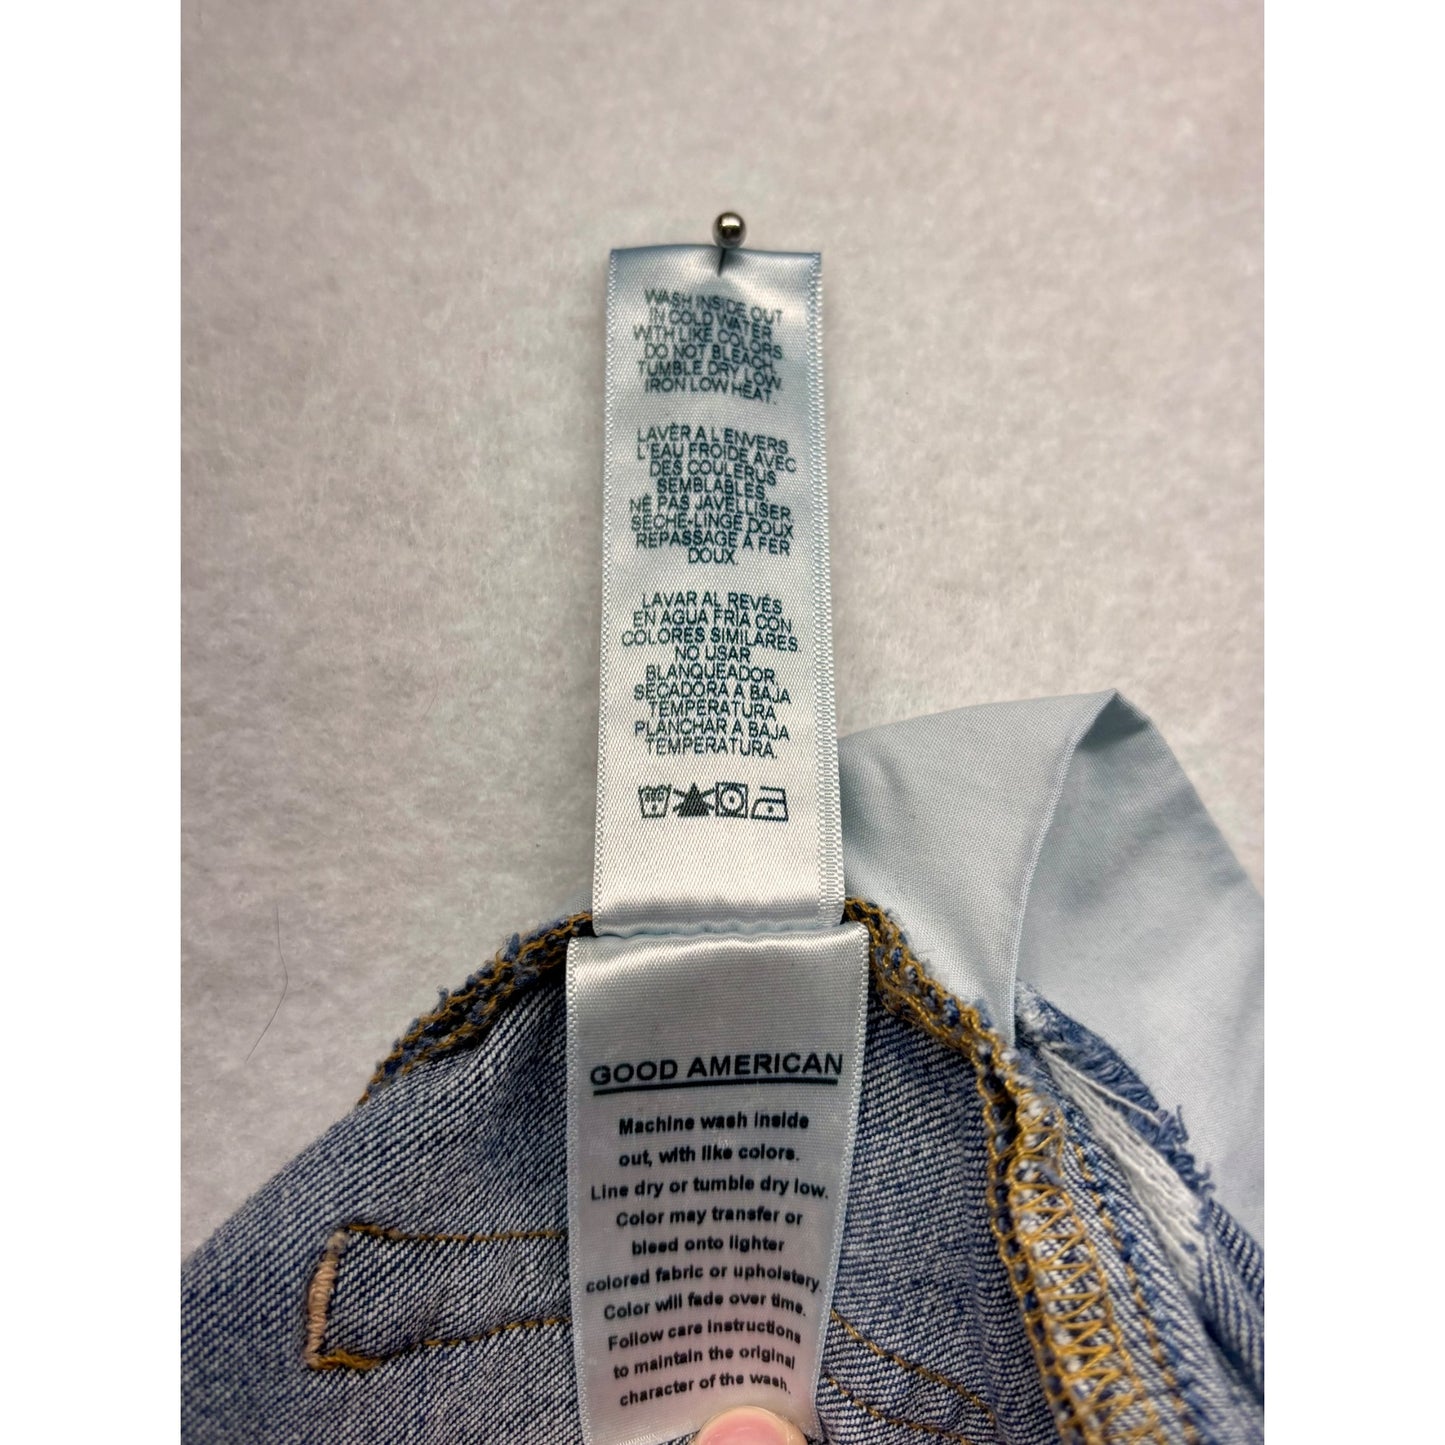 WASH INSIDE OUT
IN COLD WATER
WITH LIKE COLORS
DO NOT BLEACH
TUMBLE DRY LOW
IRON LOW HEAT.
LAVER A L'ENVERS
L'EAU FROIDE AVEC
DES COULERUS
SEMBLABLES.
NE PAS JAVELLISER
SECHE-LINGE DOUX
REPASSAGE A FER
DOUX.
LAVAR AL REVÉS
EN AGUA FRIA CON
COLORES SIMILARES.
NO USAR
BLANQUEADOR.
SECADORA A BAJA
TEMPERATURA
PLANCHAR A BAJA
TEMPERATURA.
GOOD AMERICAN
Machine wash inside
out, with like colors.
Line dry or tumble dry low.
Color may transfer or
bleed onto lighter
colored fabric or upholstery.
Color will fade over time.
Follow care instructions
to maintain the original
character of the wash.